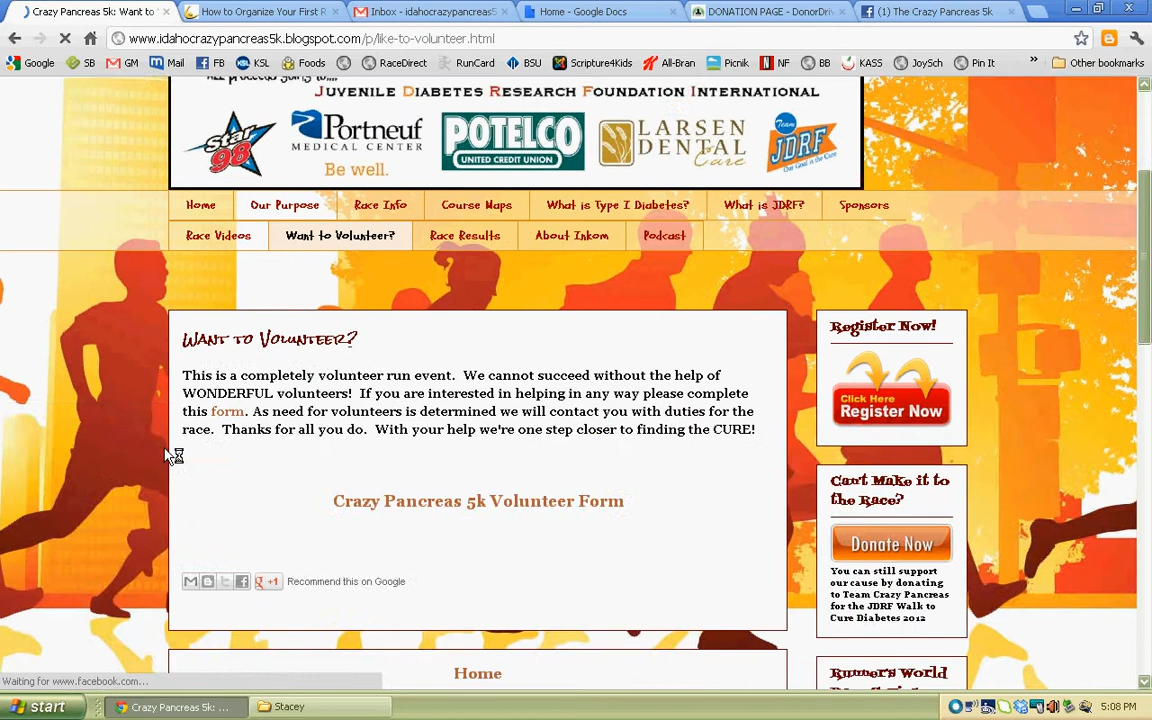 Crazy Pancreas 5k: Want to
How to Organize Your First R
Inbox - idahocrazypancreas5
Home - Google Docs
DONATION PAGE - DonorDriv
(1) The Crazy Pancreas 5k
www.idahocrazypancreas5k.blogspot.com/p/like-to-volunteer.html
Google SB GM Mail FB KSL Foods RaceDirect RunCard BSU Scripture4Kids All-Bran Picnik NF BB KASS JoySch Pin It » Other bookmarks
All proceeds going to....
Juvenile Diabetes Research Foundation International
Star 98
Portneuf
MEDICAL CENTER
Be well.
POTELCO
UNITED CREDIT UNION
LARSEN
DENTAL
Care
Team
JDRF
Our Goal is the Cure
Home Our Purpose Race Info Course Maps What is Type I Diabetes? What is JDRF? Sponsors
Race Videos Want to Volunteer? Race Results About Inkom Podcast
Want to Volunteer?
This is a completely volunteer run event. We cannot succeed without the help of
WONDERFUL volunteers! If you are interested in helping in any way please complete
this form. As need for volunteers is determined we will contact you with duties for the
race. Thanks for all you do. With your help we're one step closer to finding the CURE!
Crazy Pancreas 5k Volunteer Form
+1 Recommend this on Google
Home
Register Now!
Click Here
Register Now
Can't Make it to
the Race?
Donate Now
You can still support
our cause by donating
to Team Crazy Pancreas
for the JDRF Walk to
Cure Diabetes 2012
Runner's World
Waiting for www.facebook.com...
start
Crazy Pancreas 5k: ...
Stacey
5:08 PM